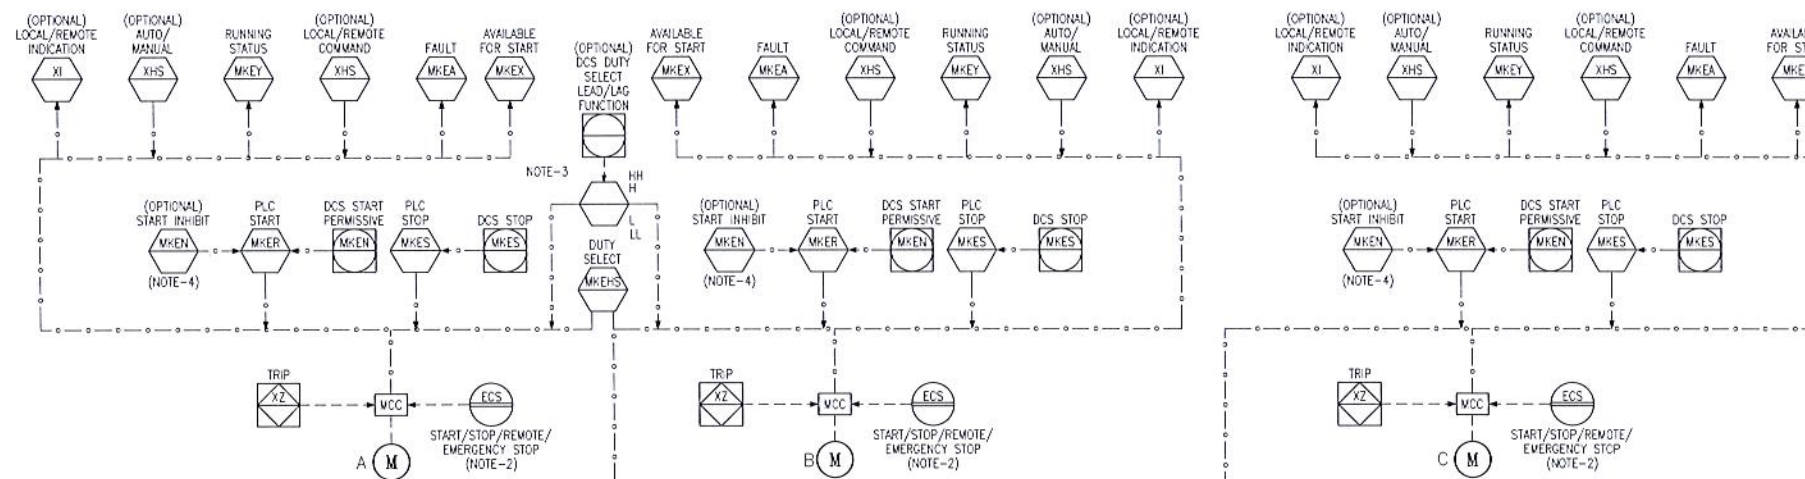 (OPTIONAL)
LOCAL/REMOTE
INDICATION
XI
(OPTIONAL)
AUTO/
MANUAL
XHS
RUNNING
STATUS
MKEY
(OPTIONAL)
LOCAL/REMOTE
COMMAND
XHS
FAULT
MKEA
AVAILABLE
FOR START
MKEX
(OPTIONAL)
DCS DUTY
SELECT
LEAD/LAG
FUNCTION
AVAILABLE
FOR START
MKEX
FAULT
MKEA
(OPTIONAL)
LOCAL/REMOTE
COMMAND
XHS
RUNNING
STATUS
MKEY
(OPTIONAL)
AUTO/
MANUAL
XHS
(OPTIONAL)
LOCAL/REMOTE
INDICATION
XI
(OPTIONAL)
LOCAL/REMOTE
INDICATION
XI
(OPTIONAL)
AUTO/
MANUAL
XHS
RUNNING
STATUS
MKEY
(OPTIONAL)
LOCAL/REMOTE
COMMAND
XHS
FAULT
MKEA
NOTE-3
HH
H
L
LL
(OPTIONAL)
START INHIBIT
MKEN
(NOTE-4)
PLC
START
MKER
DCS START
PERMISSIVE
MKEN
PLC
STOP
MKES
DCS STOP
MKES
DUTY
SELECT
MKEHS
(OPTIONAL)
START INHIBIT
MKEN
(NOTE-4)
PLC
START
MKER
DCS START
PERMISSIVE
MKEN
PLC
STOP
MKES
DCS STOP
MKES
(OPTIONAL)
START INHIBIT
MKEN
(NOTE-4)
PLC
START
MKER
DCS START
PERMISSIVE
MKEN
PLC
STOP
MKES
DCS STOP
MKES
TRIP
XZ
MCC
ECS
START/STOP/REMOTE/
EMERGENCY STOP
(NOTE-2)
A
M
TRIP
XZ
MCC
ECS
START/STOP/REMOTE/
EMERGENCY STOP
(NOTE-2)
B
M
TRIP
XZ
MCC
ECS
START/STOP/REMOTE/
EMERGENCY STOP
(NOTE-2)
C
M